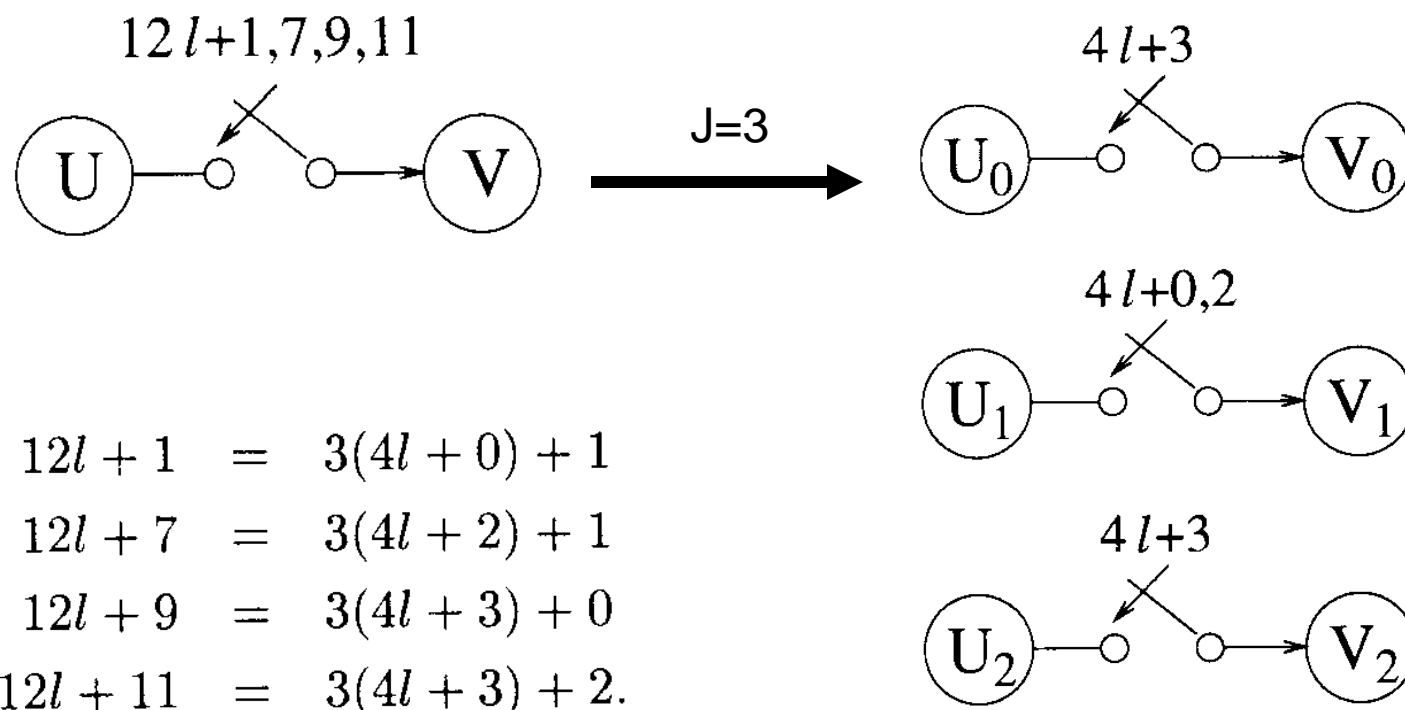 12 l+1,7,9,11
U
V
J=3
4 l+3
U₀
V₀
4 l+0,2
U₁
V₁
4 l+3
U₂
V₂
12l + 1 = 3(4l + 0) + 1
12l + 7 = 3(4l + 2) + 1
12l + 9 = 3(4l + 3) + 0
12l + 11 = 3(4l + 3) + 2.